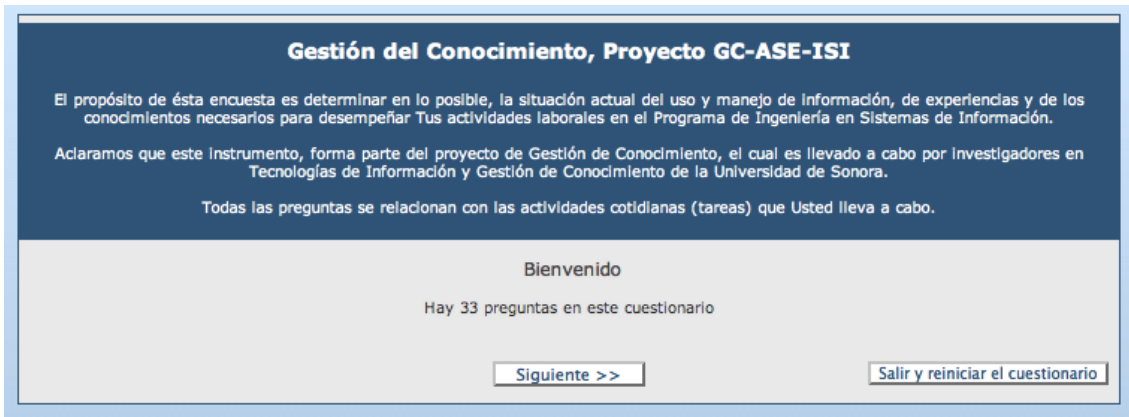 Gestión del Conocimiento, Proyecto GC-ASE-ISI
El propósito de ésta encuesta es determinar en lo posible, la situación actual del uso y manejo de información, de experiencias y de los
conocimientos necesarios para desempeñar Tus actividades laborales en el Programa de Ingeniería en Sistemas de Información.
Aclaramos que este instrumento, forma parte del proyecto de Gestión de Conocimiento, el cual es llevado a cabo por investigadores en
Tecnologías de Información y Gestión de Conocimiento de la Universidad de Sonora.
Todas las preguntas se relacionan con las actividades cotidianas (tareas) que Usted lleva a cabo.
Bienvenido
Hay 33 preguntas en este cuestionario
Siguiente >>
Salir y reiniciar el cuestionario